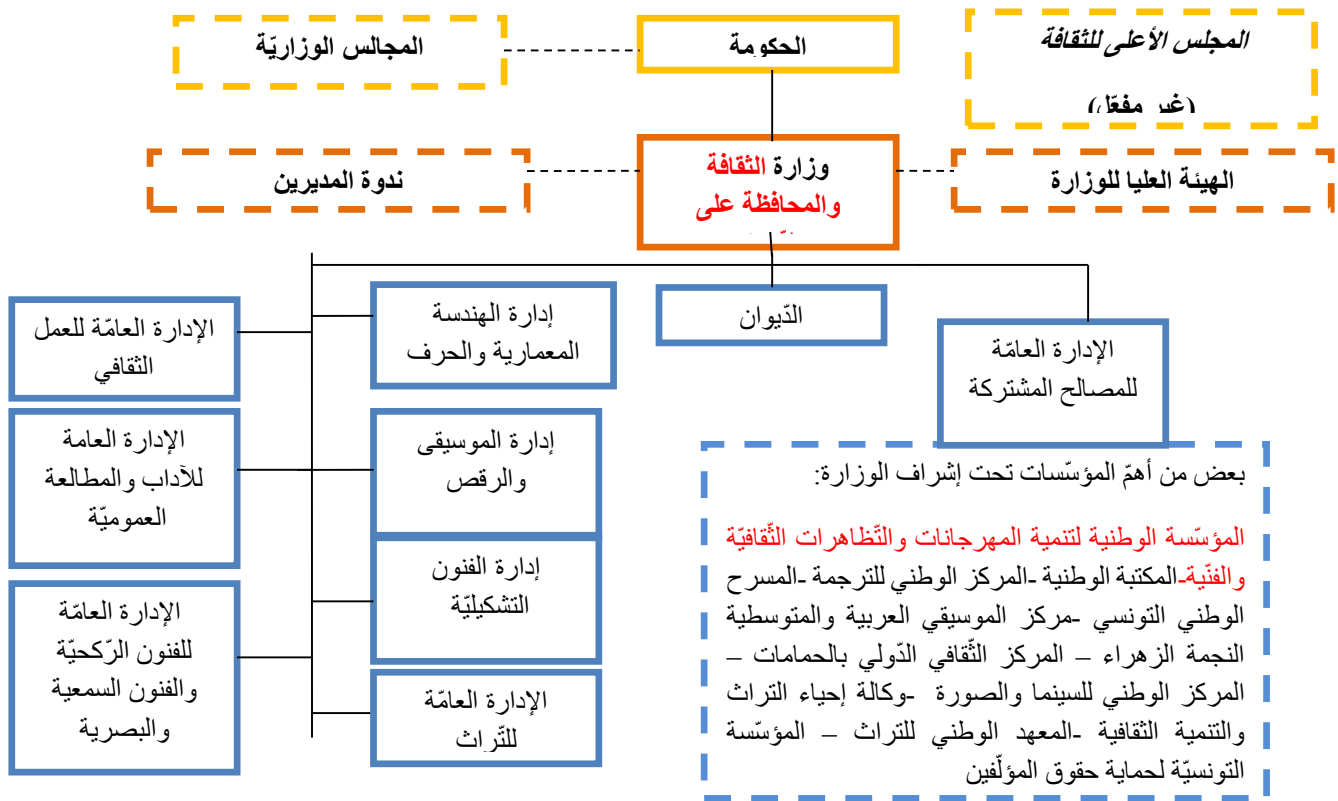 المجلس الأعلى للثقافة
(غير مفعّل)
الحكومة
المجالس الوزاريّة
الهيئة العليا للوزارة
وزارة الثقافة
والمحافظة على
ندوة المديرين
الدّيوان
الإدارة العامّة
للمصالح المشتركة
إدارة الهندسة
المعمارية والحرف
الإدارة العامّة للعمل
الثقافي
إدارة الموسيقى
والرقص
الإدارة العامة
للآداب والمطالعة
العموميّة
إدارة الفنون
التشكيليّة
الإدارة العامّة
للفنون الرّكحيّة
والفنون السمعية
والبصرية
الإدارة العامّة
للتّراث
بعض من أهمّ المؤسّسات تحت إشراف الوزارة:
المؤسّسة الوطنية لتنمية المهرجانات والتّظاهرات الثّقافيّة
والفنّية-المكتبة الوطنية -المركز الوطني للترجمة -المسرح
الوطني التونسي -مركز الموسيقي العربية والمتوسطية
النجمة الزهراء – المركز الثّقافي الدّولي بالحمامات –
المركز الوطني للسينما والصورة -وكالة إحياء التراث
والتنمية الثقافية -المعهد الوطني للتراث – المؤسّسة
التونسيّة لحماية حقوق المؤلّفين